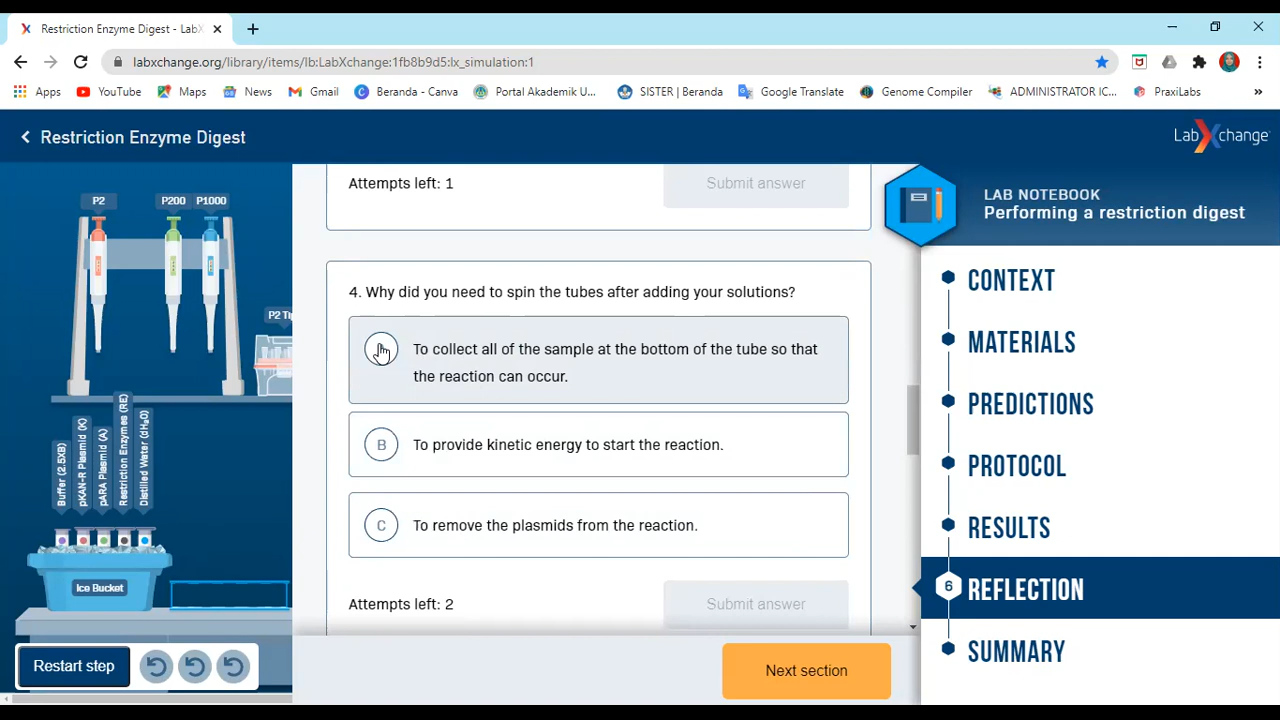 Restriction Enzyme Digest - LabX
labxchange.org/library/items/lb:LabXchange:1fb8b9d5:lx_simulation:1
Apps YouTube Maps News Gmail Beranda - Canva Portal Akademik U... SISTER | Beranda Google Translate Genome Compiler ADMINISTRATOR IC... PraxiLabs »
Restriction Enzyme Digest
LabXchange
P2 P200 P1000
P2 Tip
Buffer (2.5XB)
pKAN-R Plasmid (K)
pARA Plasmid (A)
Restriction Enzymes (RE)
Distilled Water (dH₂O)
Ice Bucket
Restart step
Attempts left: 1
Submit answer
4. Why did you need to spin the tubes after adding your solutions?
To collect all of the sample at the bottom of the tube so that
the reaction can occur.
B To provide kinetic energy to start the reaction.
C To remove the plasmids from the reaction.
Attempts left: 2
Submit answer
Next section
LAB NOTEBOOK
Performing a restriction digest
CONTEXT
MATERIALS
PREDICTIONS
PROTOCOL
RESULTS
6 REFLECTION
SUMMARY